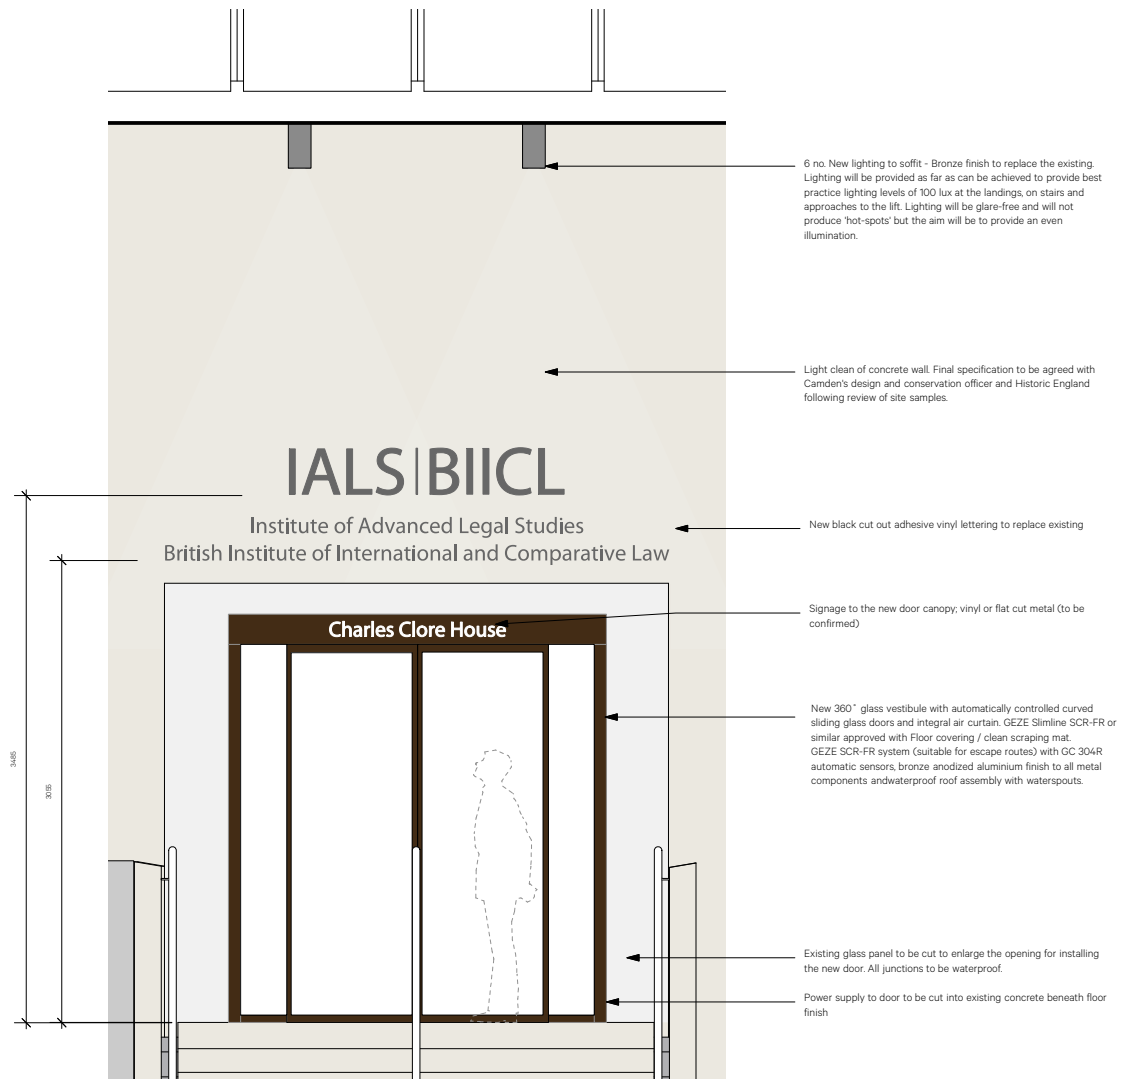 6 no. New lighting to soffit - Bronze finish to replace the existing.
Lighting will be provided as far as can be achieved to provide best
practice lighting levels of 100 lux at the landings, on stairs and
approaches to the lift. Lighting will be glare-free and will not
produce 'hot-spots' but the aim will be to provide an even
illumination.
Light clean of concrete wall. Final specification to be agreed with
Camden's design and conservation officer and Historic England
following review of site samples.
IALS|BIICL
Institute of Advanced Legal Studies
British Institute of International and Comparative Law
New black cut out adhesive vinyl lettering to replace existing
Signage to the new door canopy; vinyl or flat cut metal (to be
confirmed)
Charles Clore House
New 360° glass vestibule with automatically controlled curved
sliding glass doors and integral air curtain. GEZE Slimline SCR-FR or
similar approved with Floor covering / clean scraping mat.
GEZE SCR-FR system (suitable for escape routes) with GC 304R
automatic sensors, bronze anodized aluminium finish to all metal
components andwaterproof roof assembly with waterspouts.
3485
3055
Existing glass panel to be cut to enlarge the opening for installing
the new door. All junctions to be waterproof.
Power supply to door to be cut into existing concrete beneath floor
finish